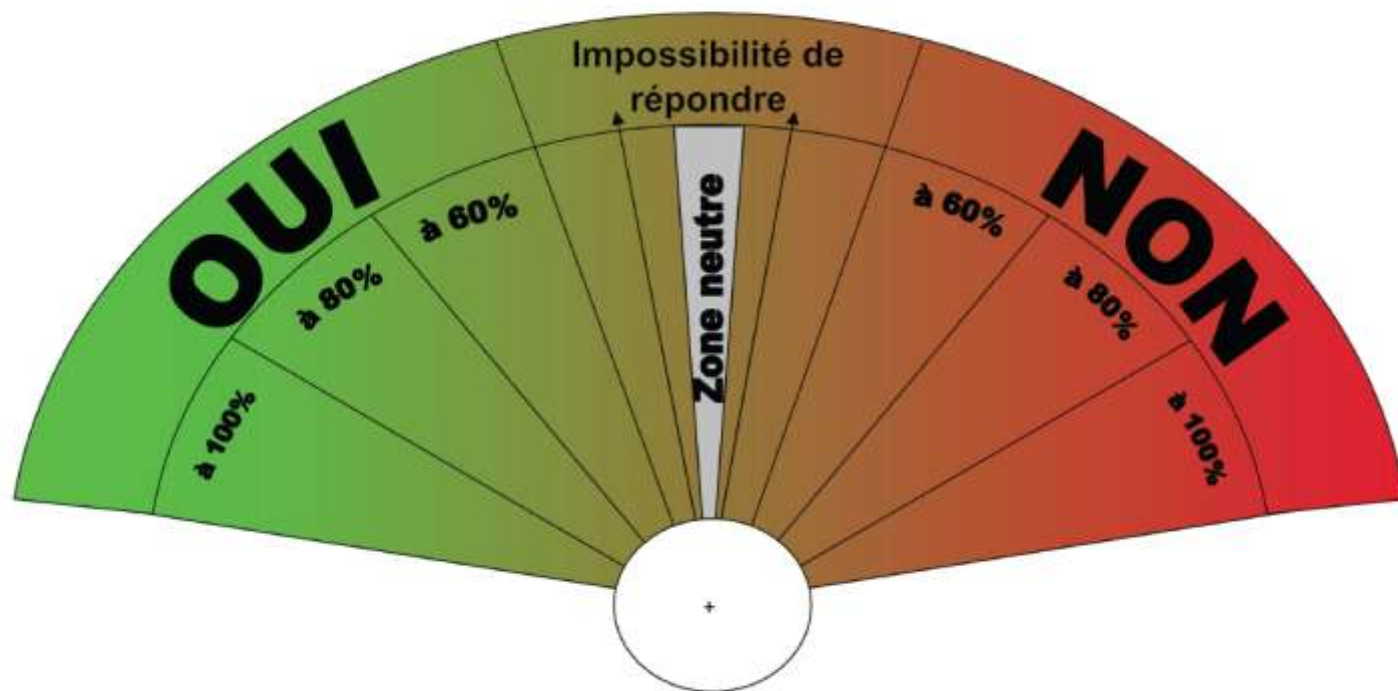 Impossibilité de
répondre
OUI
NON
à 60%
à 80%
à 100%
Zone neutre
à 60%
à 80%
à 100%